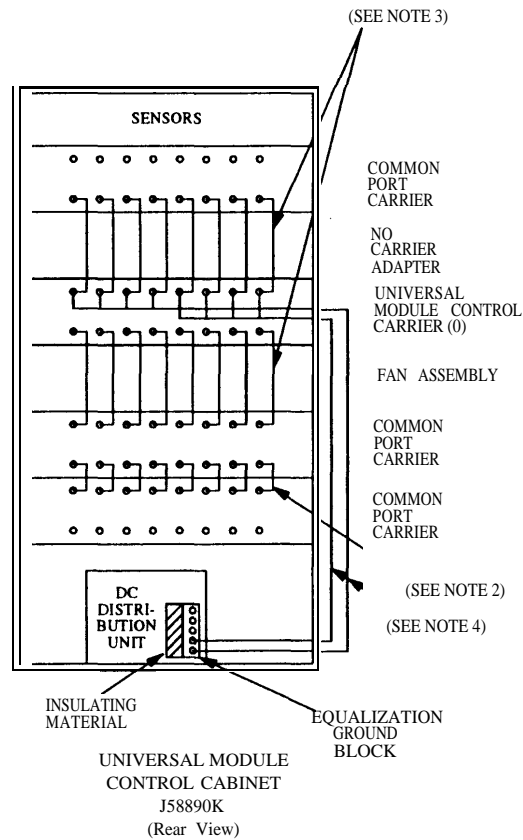 (SEE NOTE 3)
SENSORS
COMMON
PORT
CARRIER
NO
CARRIER
ADAPTER
UNIVERSAL
MODULE CONTROL
CARRIER (0)
FAN ASSEMBLY
COMMON
PORT
CARRIER
COMMON
PORT
CARRIER
(SEE NOTE 2)
(SEE NOTE 4)
DC
DISTRI-
BUTION
UNIT
INSULATING
MATERIAL
EQUALIZATION
GROUND
BLOCK
UNIVERSAL MODULE
CONTROL CABINET
J58890K
(Rear View)